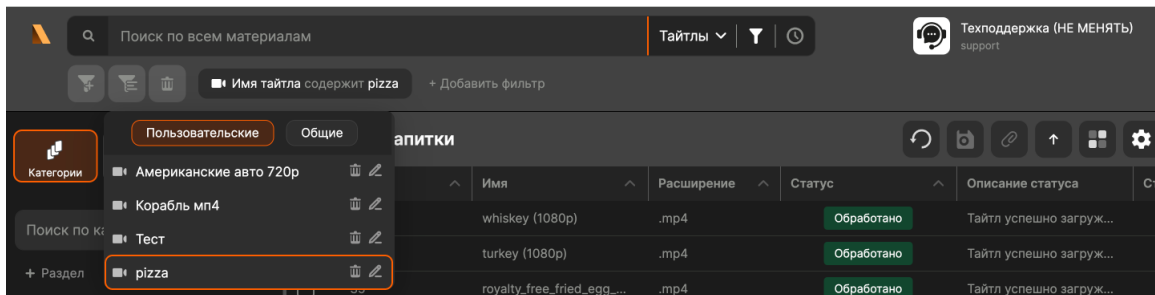 Поиск по всем материалам
Тайтлы
Техподдержка (НЕ МЕНЯТЬ)
support
Имя тайтла содержит pizza
+ Добавить фильтр
Пользовательские
Общие
апитки
Категории
Американские авто 720p
Корабль мп4
Тест
pizza
Поиск по ка
+ Раздел
Имя
Расширение
Статус
Описание статуса
whiskey (1080p)
.mp4
Обработано
Тайтл успешно загруж...
turkey (1080p)
.mp4
Обработано
Тайтл успешно загруж...
royalty_free_fried_egg_...
.mp4
Обработано
Тайтл успешно загруж...